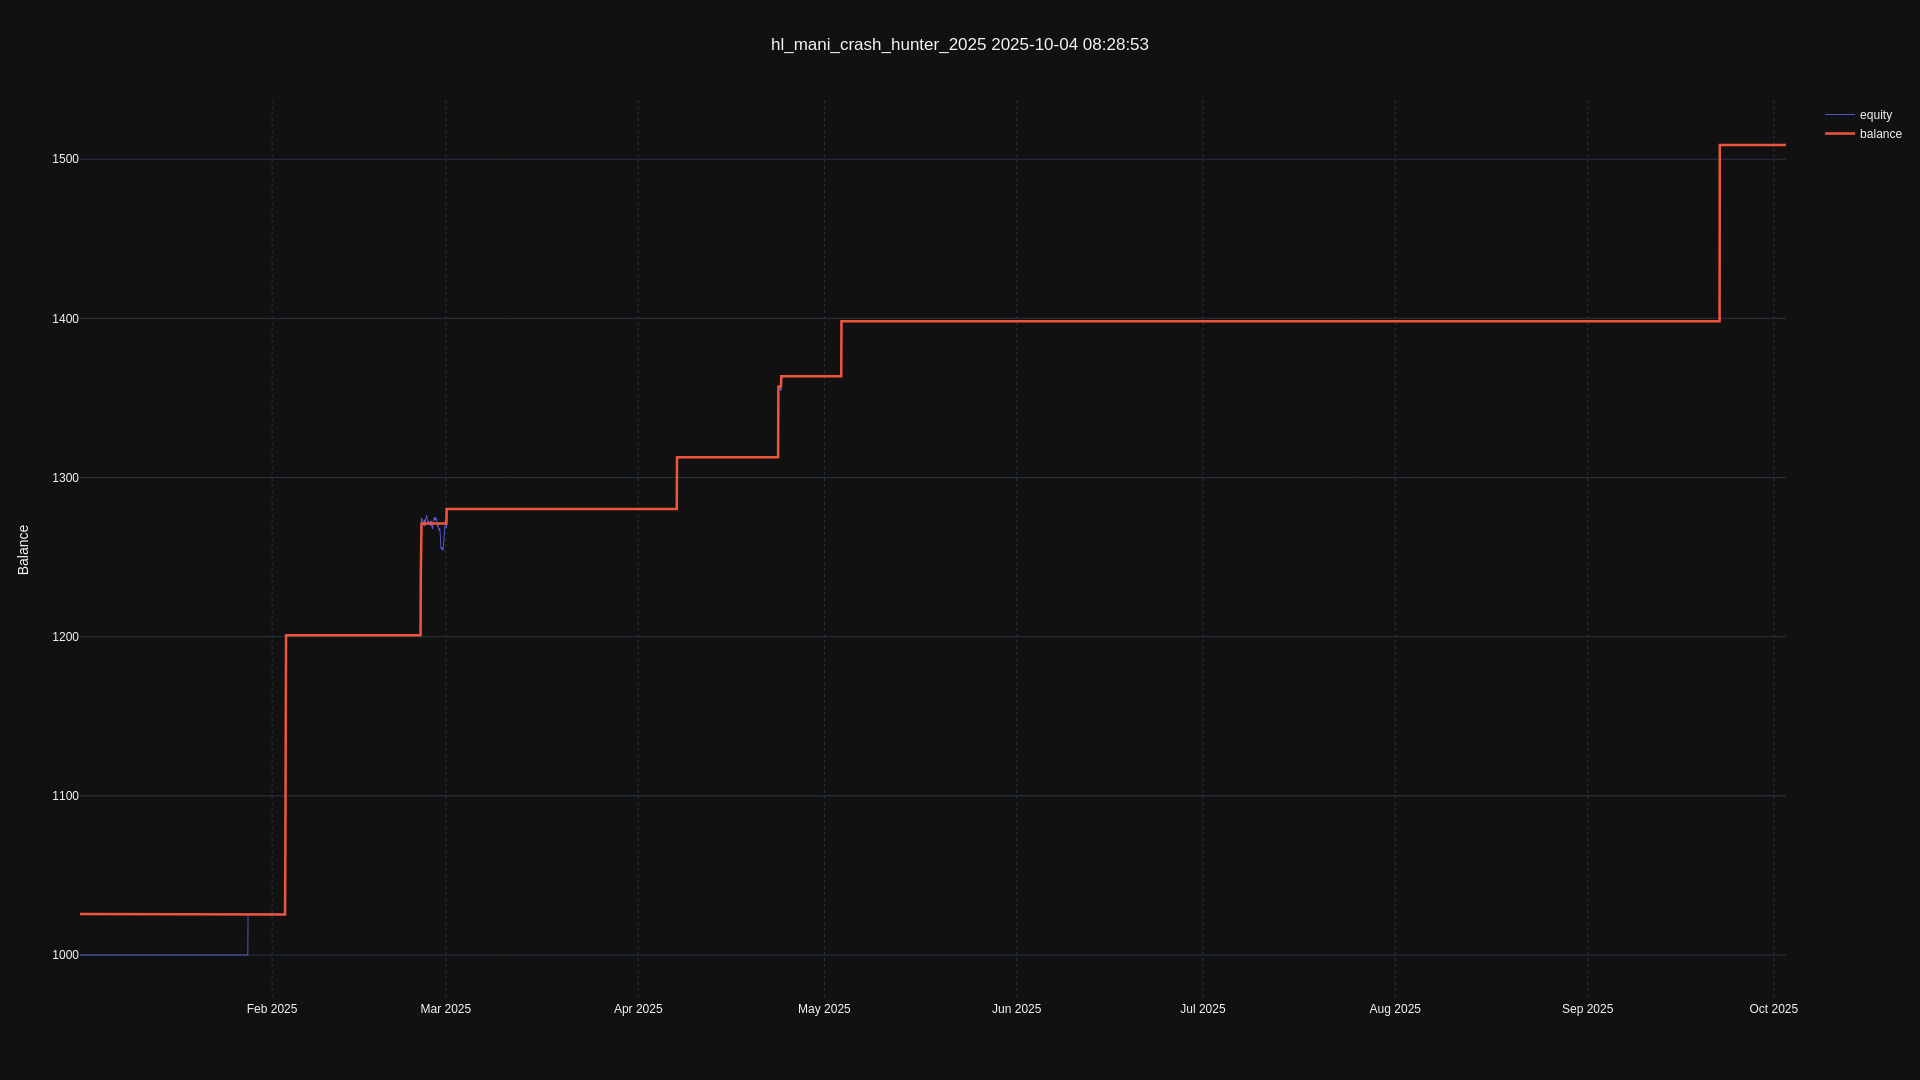 hl_mani_crash_hunter_2025 2025-10-04 08:28:53
equity
balance
1500
1400
1300
1200
1100
1000
Balance
Feb 2025
Mar 2025
Apr 2025
May 2025
Jun 2025
Jul 2025
Aug 2025
Sep 2025
Oct 2025